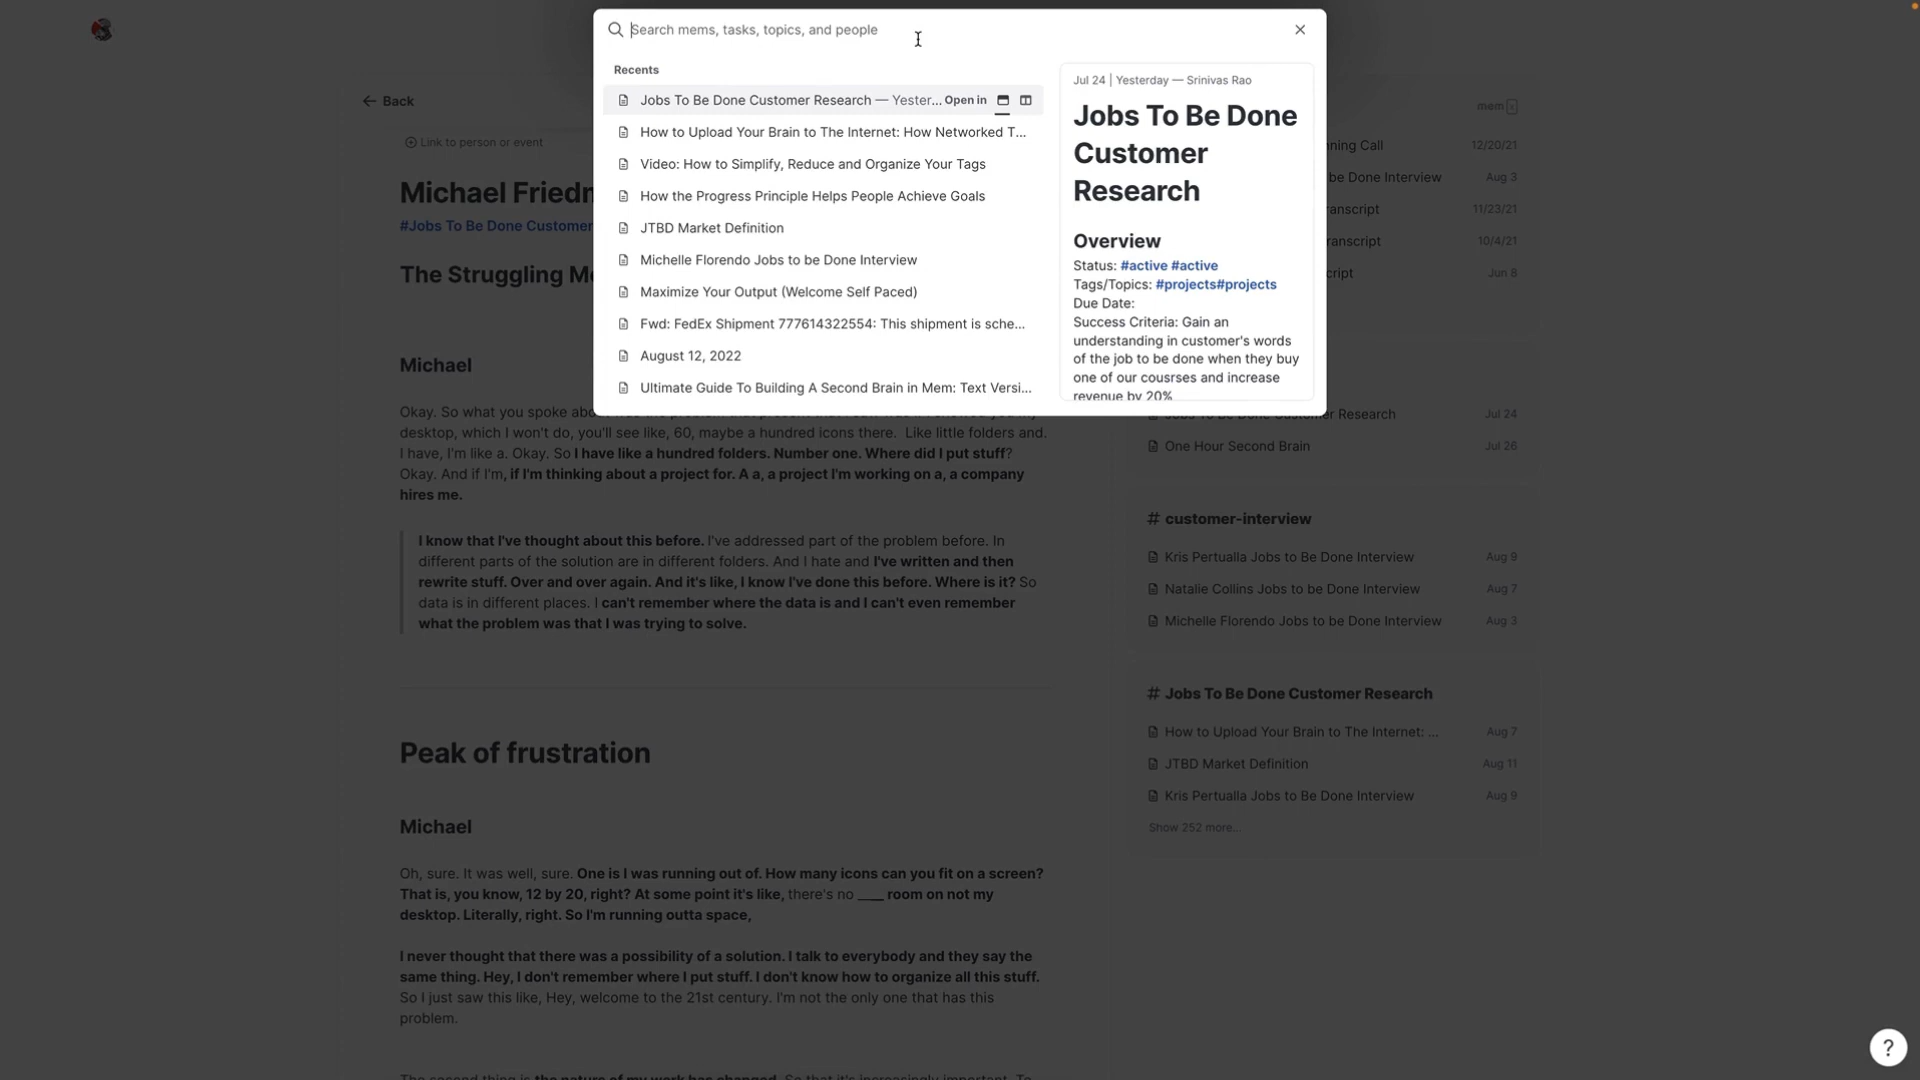 Search mems, tasks, topics, and people
Recents
Jobs To Be Done Customer Research — Yester... Open in
How to Upload Your Brain to The Internet: How Networked T...
Video: How to Simplify, Reduce and Organize Your Tags
How the Progress Principle Helps People Achieve Goals
JTBD Market Definition
Michelle Florendo Jobs to be Done Interview
Maximize Your Output (Welcome Self Paced)
Fwd: FedEx Shipment 777614322554: This shipment is sche...
August 12, 2022
Ultimate Guide To Building A Second Brain in Mem: Text Versi...
Jul 24 | Yesterday — Srinivas Rao
Jobs To Be Done
Customer
Research
Overview
Status: #active #active
Tags/Topics: #projects#projects
Due Date:
Success Criteria: Gain an
understanding in customer's words
of the job to be done when they buy
one of our cousrses and increase
revenue by 20%
Back
Link to person or event
Michael Friedn
#Jobs To Be Done Customer
The Struggling M
Michael
Okay. So what you spoke
desktop, which I won't do, you'll see like, 60, maybe a hundred icons there. Like little folders and.
I have, I'm like a. Okay. So I have like a hundred folders. Number one. Where did I put stuff?
Okay. And if I'm, if I'm thinking about a project for. A a, a project I'm working on a, a company
hires me.
I know that I've thought about this before. I've addressed part of the problem before. In
different parts of the solution are in different folders. And I hate and I've written and then
rewrite stuff. Over and over again. And it's like, I know I've done this before. Where is it? So
data is in different places. I can't remember where the data is and I can't even remember
what the problem was that I was trying to solve.
Peak of frustration
Michael
Oh, sure. It was well, sure. One is I was running out of. How many icons can you fit on a screen?
That is, you know, 12 by 20, right? At some point it's like, there's no ____ room on not my
desktop. Literally, right. So I'm running outta space,
I never thought that there was a possibility of a solution. I talk to everybody and they say the
same thing. Hey, I don't remember where I put stuff. I don't know how to organize all this stuff.
So I just saw this like, Hey, welcome to the 21st century. I'm not the only one that has this
problem.
The second thing is the nature of my work has changed. So that it's increasingly important. To
mem
nning Call 12/20/21
be Done Interview Aug 3
ranscript 11/23/21
ranscript 10/4/21
cript Jun 8
Jobs To Be Done Customer Research Jul 24
One Hour Second Brain Jul 26
# customer-interview
Kris Pertualla Jobs to Be Done Interview Aug 9
Natalie Collins Jobs to be Done Interview Aug 7
Michelle Florendo Jobs to be Done Interview Aug 3
# Jobs To Be Done Customer Research
How to Upload Your Brain to The Internet: ... Aug 7
JTBD Market Definition Aug 11
Kris Pertualla Jobs to Be Done Interview Aug 9
Show 252 more...
?